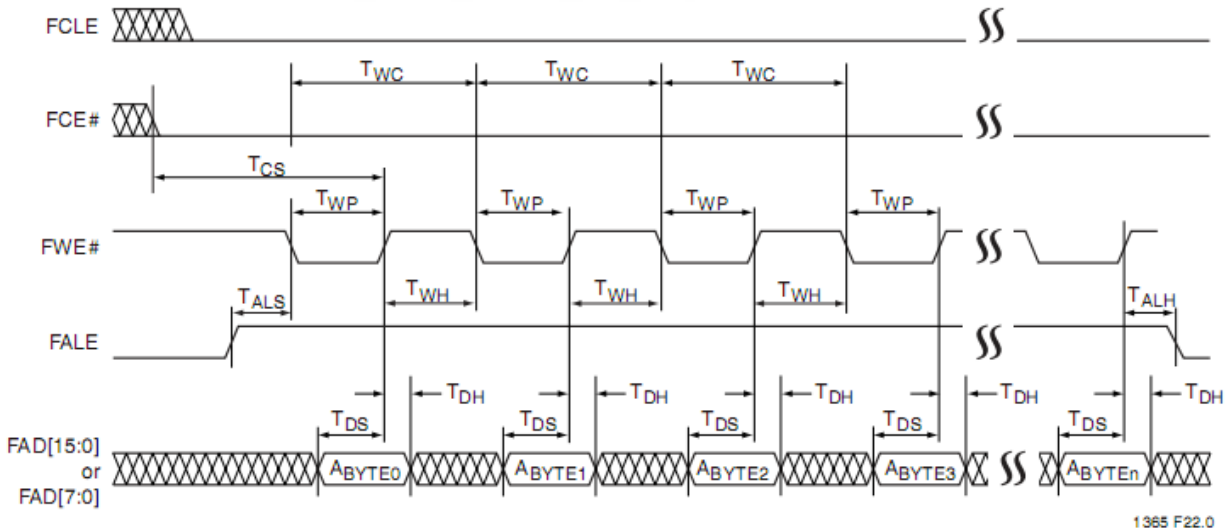 FCLE
TWC TWC TWC
FCE#
TCS
TWP TWP TWP TWP
FWE#
TWH TWH TWH
TALS TALH
FALE
TDH TDH TDH TDH TDH
TDS TDS TDS TDS TDS
FAD[15:0]
or
FAD[7:0]
ABYTE0 ABYTE1 ABYTE2 ABYTE3 ABYTEn
1365 F22.0